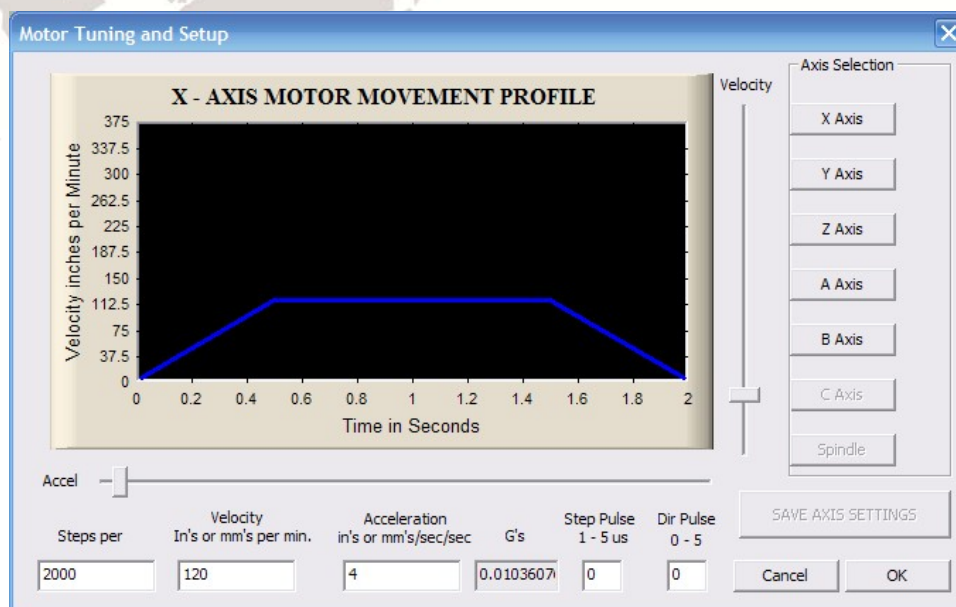 Motor Tuning and Setup
X - AXIS MOTOR MOVEMENT PROFILE
Velocity inches per Minute
375
337.5
300
262.5
225
187.5
150
112.5
75
37.5
0
0 0.2 0.4 0.6 0.8 1 1.2 1.4 1.6 1.8 2
Time in Seconds
Velocity
Axis Selection
X Axis
Y Axis
Z Axis
A Axis
B Axis
C Axis
Spindle
Accel
Steps per
Velocity
In's or mm's per min.
Acceleration
in's or mm's/sec/sec
G's
Step Pulse
1 - 5 us
Dir Pulse
0 - 5
2000
120
4
0.0103607
0
0
SAVE AXIS SETTINGS
Cancel
OK